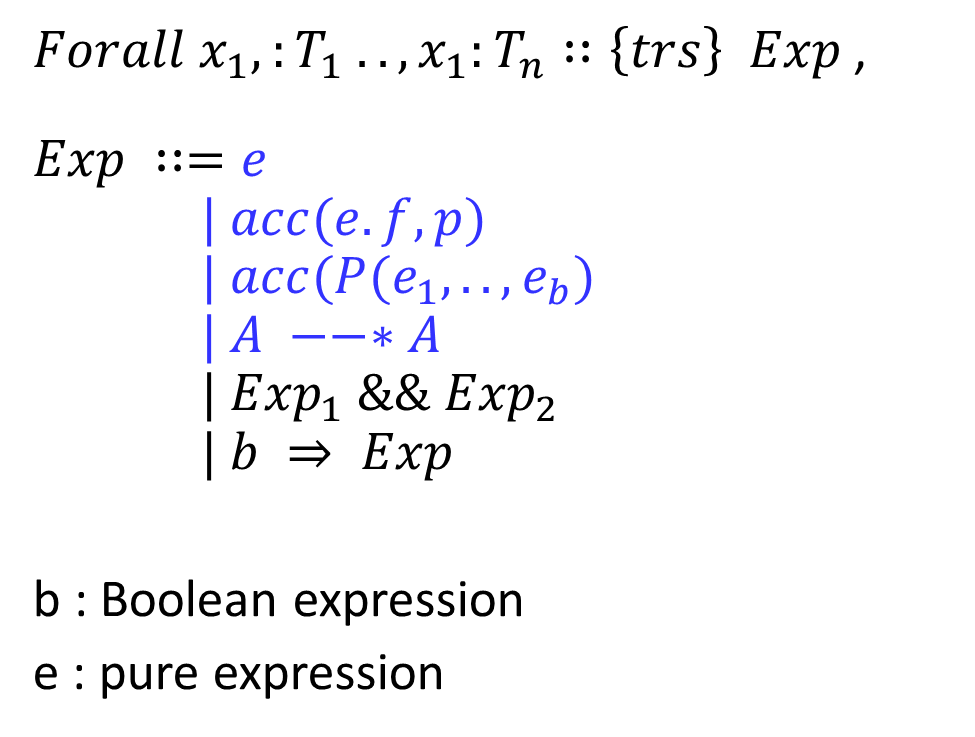 Forall x₁,: T₁ . . , x₁: Tₙ ∷ {trs} Exp ,
Exp ∷= e
| acc(e. f, p)
| acc(P(e₁, . . , e_b)
| A −−∗ A
| Exp₁ && Exp₂
| b ⇒ Exp
b : Boolean expression
e : pure expression